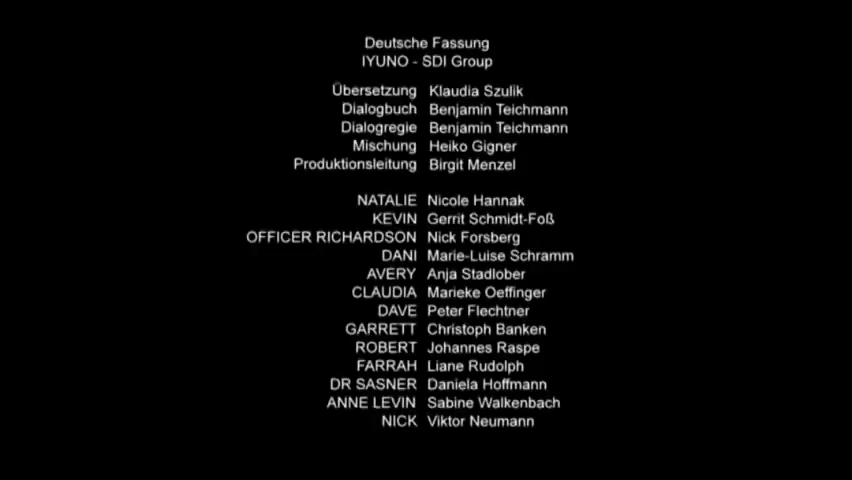 Deutsche Fassung
IYUNO - SDI Group
Übersetzung Klaudia Szulik
Dialogbuch Benjamin Teichmann
Dialogregie Benjamin Teichmann
Mischung Heiko Gigner
Produktionsleitung Birgit Menzel
NATALIE Nicole Hannak
KEVIN Gerrit Schmidt-Foß
OFFICER RICHARDSON Nick Forsberg
DANI Marie-Luise Schramm
AVERY Anja Stadlober
CLAUDIA Marieke Oeffinger
DAVE Peter Flechtner
GARRETT Christoph Banken
ROBERT Johannes Raspe
FARRAH Liane Rudolph
DR SASNER Daniela Hoffmann
ANNE LEVIN Sabine Walkenbach
NICK Viktor Neumann